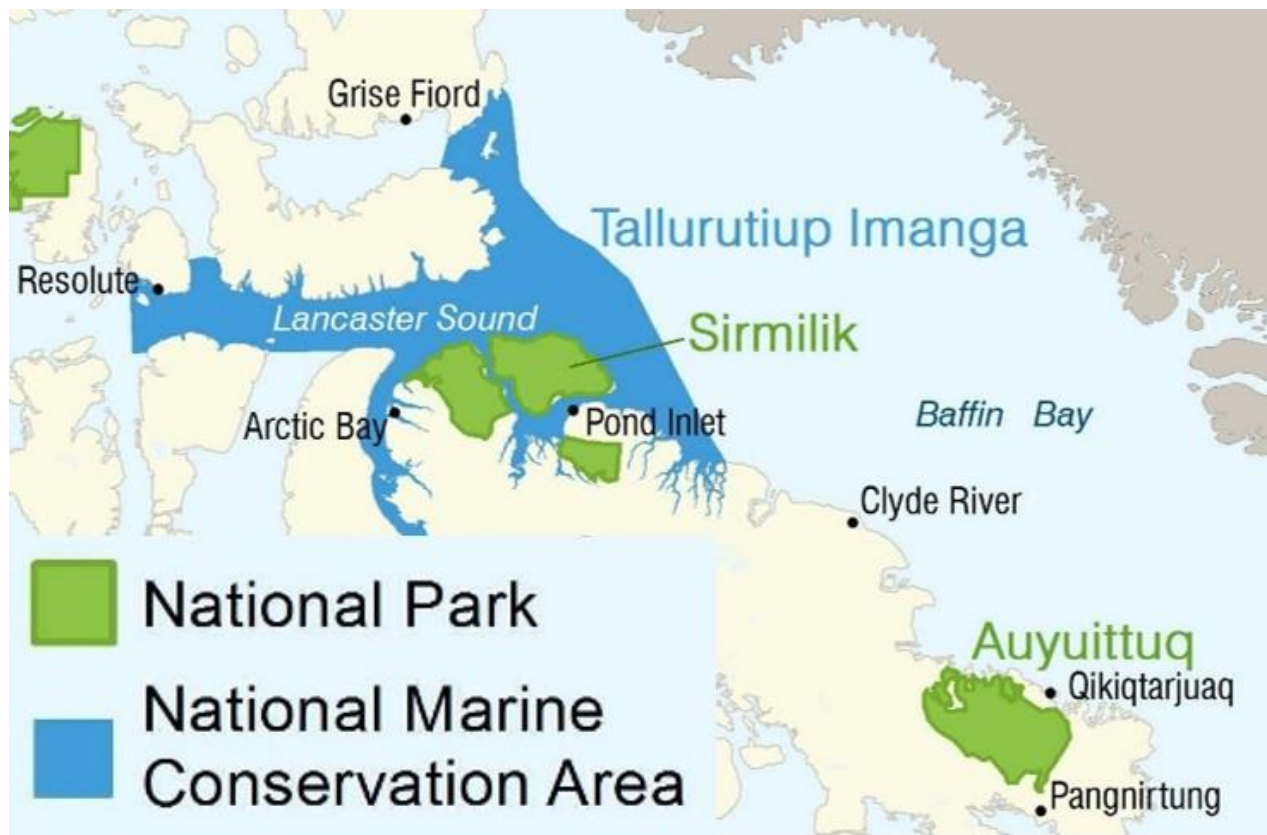 Grise Fiord
Tallurutiup Imanga
Resolute
Lancaster Sound
Sirmilik
Arctic Bay
Pond Inlet
Baffin Bay
Clyde River
National Park
Auyuittuq
Qikiqtarjuaq
National Marine
Conservation Area
Pangnirtung